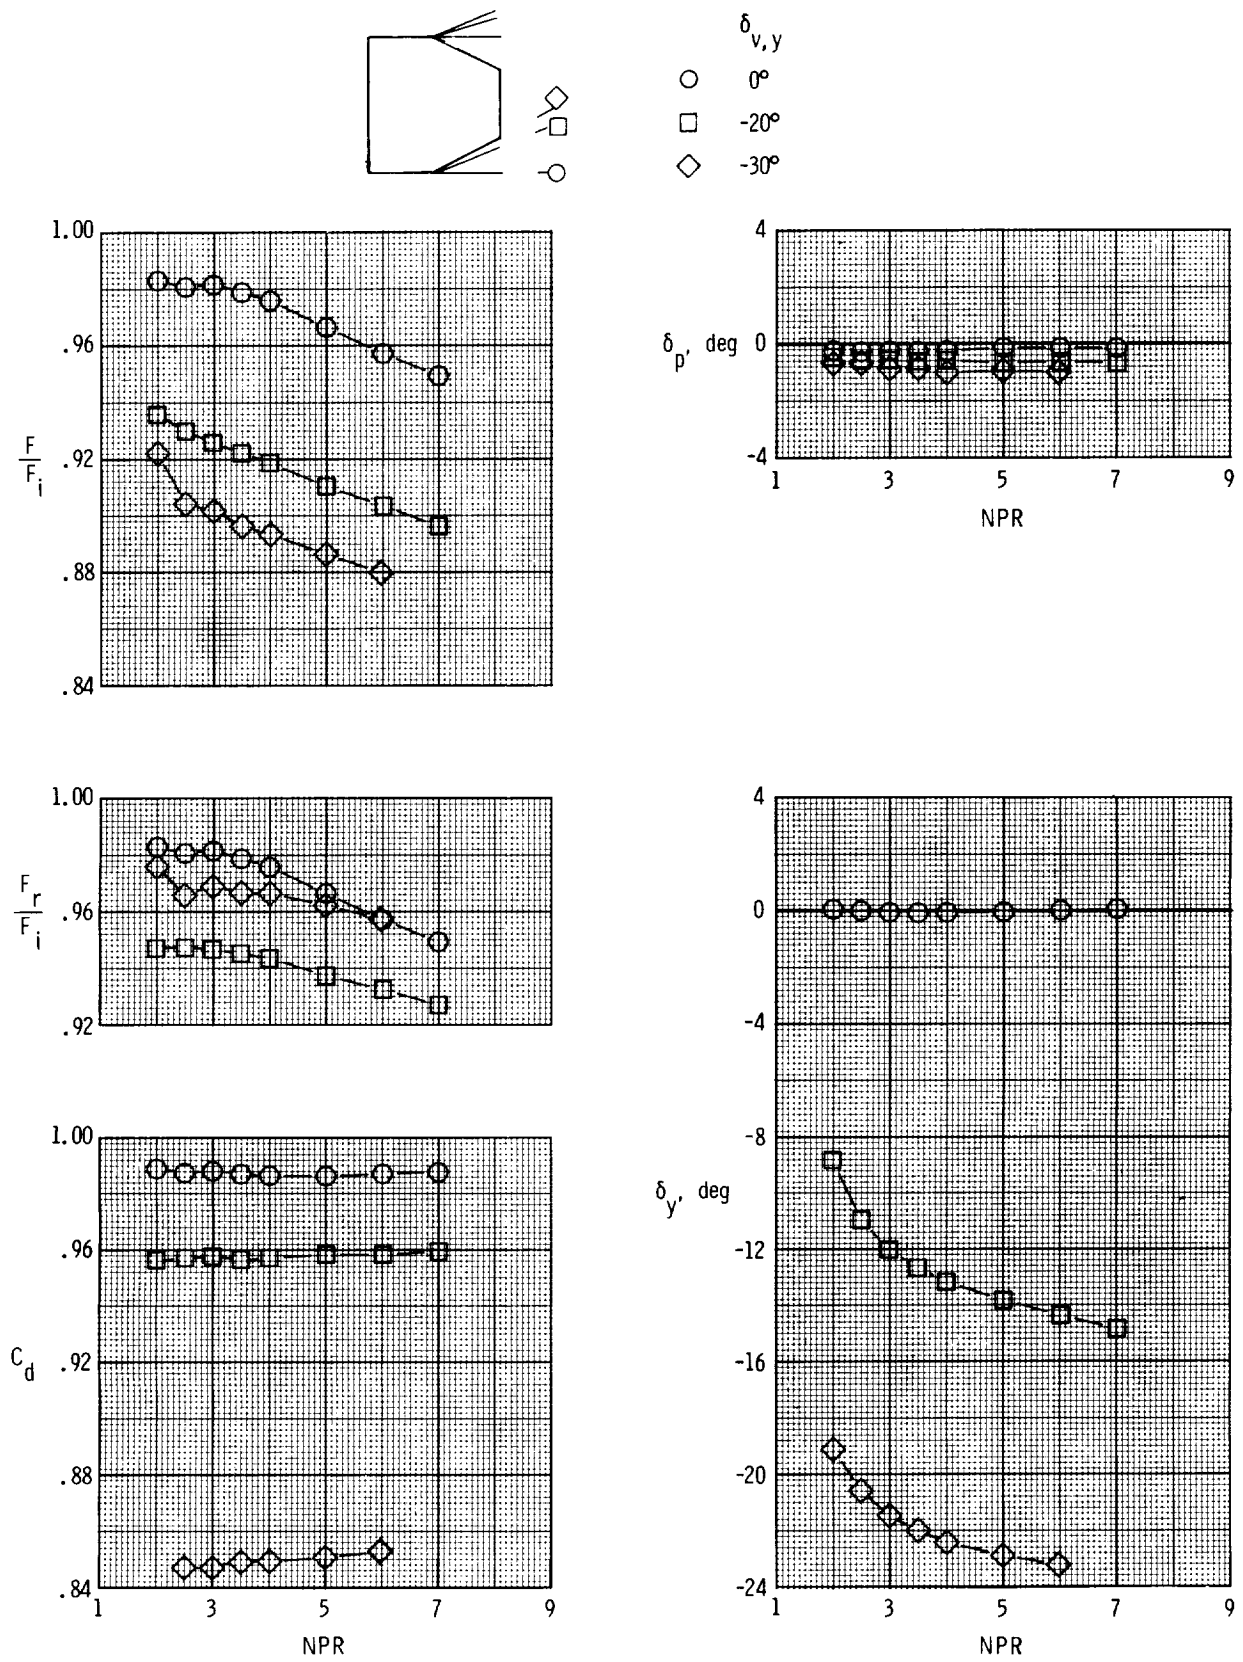 δv,y
0°
-20°
-30°
1.00
.96
.92
.88
.84
F
Fi
4
0
-4
δp, deg
1 3 5 7 9
NPR
1.00
.96
.92
Fr
Fi
1.00
.96
.92
.88
.84
Cd
1 3 5 7 9
NPR
4
0
-4
-8
-12
-16
-20
-24
δy, deg
1 3 5 7 9
NPR